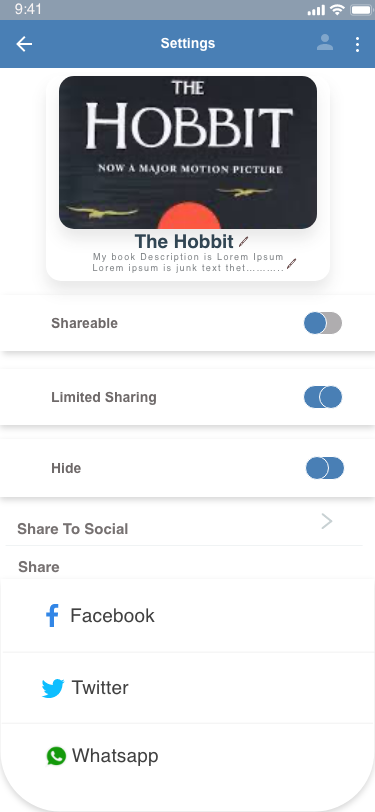 9:41
Settings
THE
HOBBIT
NOW A MAJOR MOTION PICTURE
The Hobbit
My book Description is Lorem Ipsum
Lorem ipsum is junk text thet...........
Shareable
Limited Sharing
Hide
Share To Social
Share
Facebook
Twitter
Whatsapp